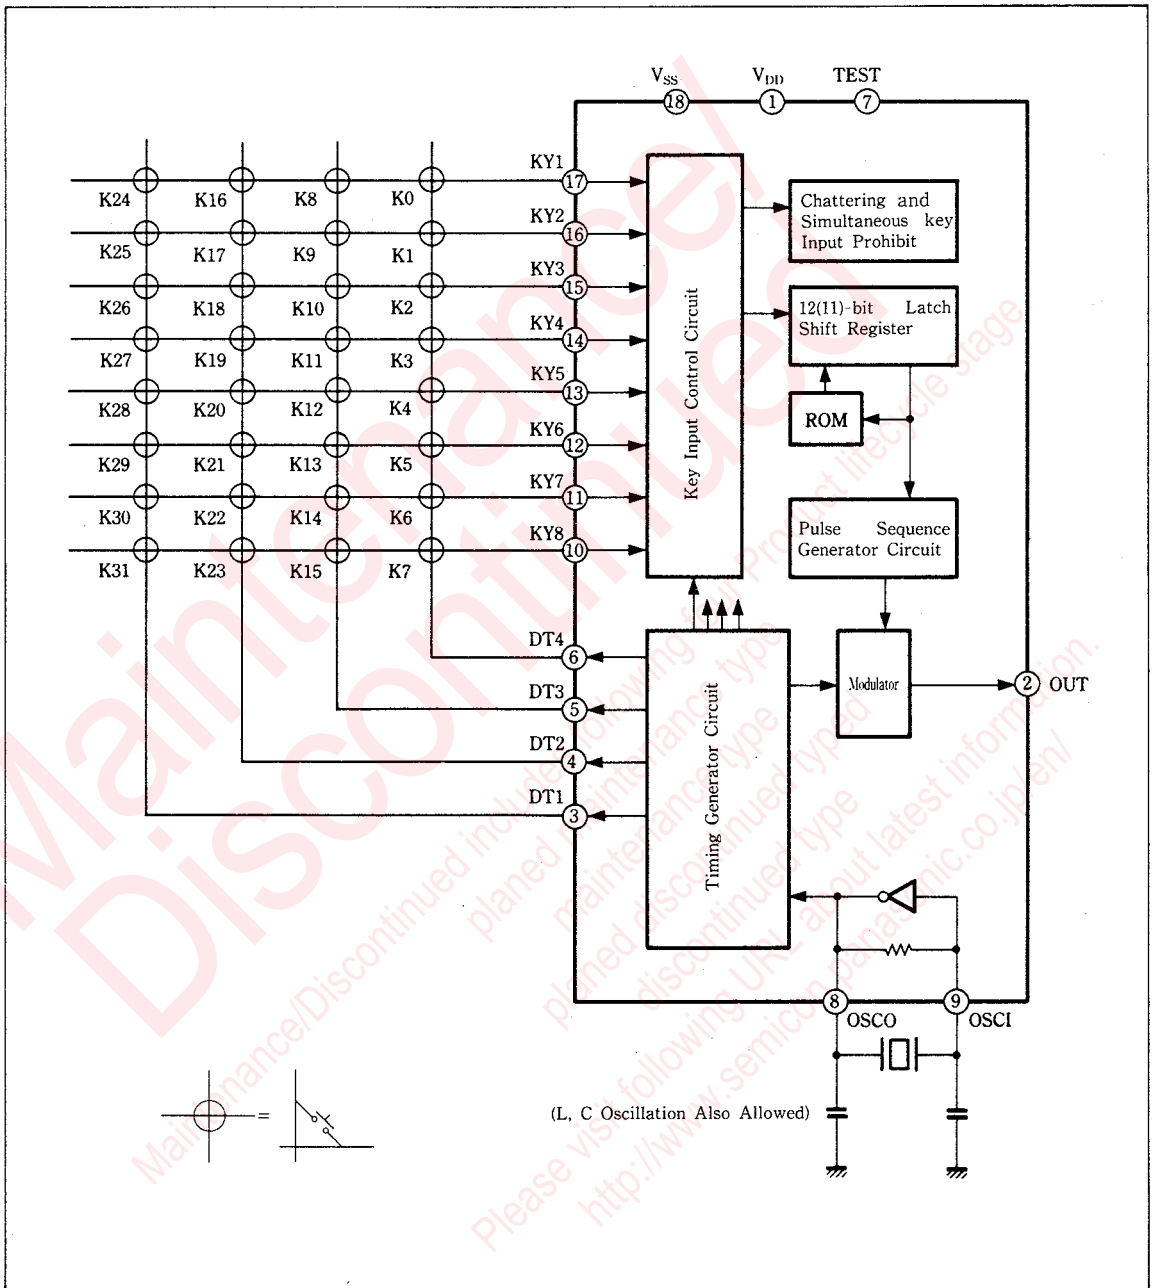 VSS VDD TEST
18 1 7
KY1
17
K24 K16 K8 K0
KY2
16
K25 K17 K9 K1
KY3
15
K26 K18 K10 K2
KY4
14
K27 K19 K11 K3
KY5
13
K28 K20 K12 K4
KY6
12
K29 K21 K13 K5
KY7
11
K30 K22 K14 K6
KY8
10
K31 K23 K15 K7
Key Input Control Circuit
Chattering and
Simultaneous key
Input Prohibit
12(11)-bit Latch
Shift Register
ROM
Pulse Sequence
Generator Circuit
DT4
6
DT3
5
DT2
4
DT1
3
Timing Generator Circuit
Modulator
2 OUT
8 9
OSCO OSCI
=
(L, C Oscillation Also Allowed)
Maintenance/
Discontinued
Maintenance/Discontinued includes following four Product lifecycle stage
planed maintenance type
maintenance type
planed discontinued typed
discontinued type
Please visit following URL about latest information.
http://www.semicon.panasonic.co.jp/en/